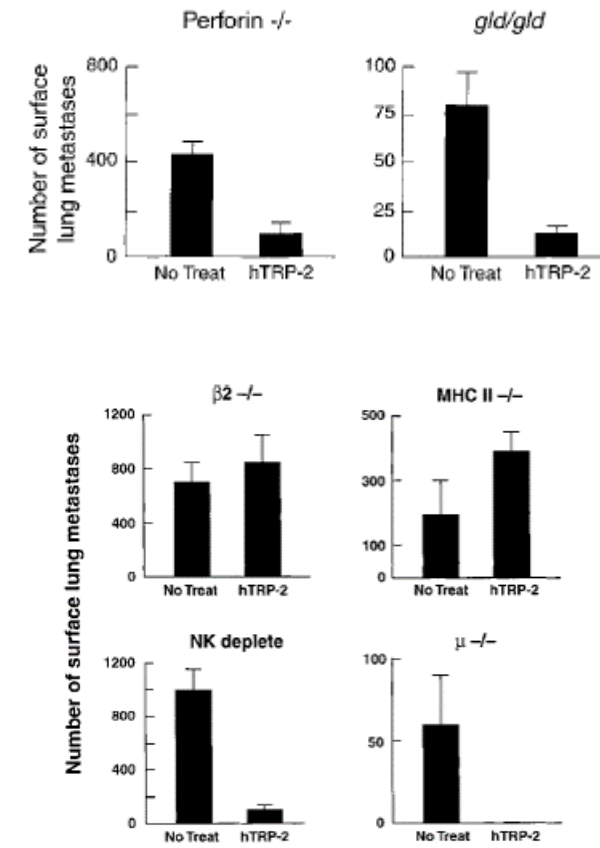 Perforin -/-
gld/gld
Number of surface
lung metastases
800
400
0
No Treat hTRP-2
100
75
50
25
0
No Treat hTRP-2
Number of surface lung metastases
β2 –/–
1200
800
400
0
No Treat hTRP-2
MHC II –/–
500
300
100
0
No Treat hTRP-2
NK deplete
1200
800
400
0
No Treat hTRP-2
μ –/–
100
50
0
No Treat hTRP-2